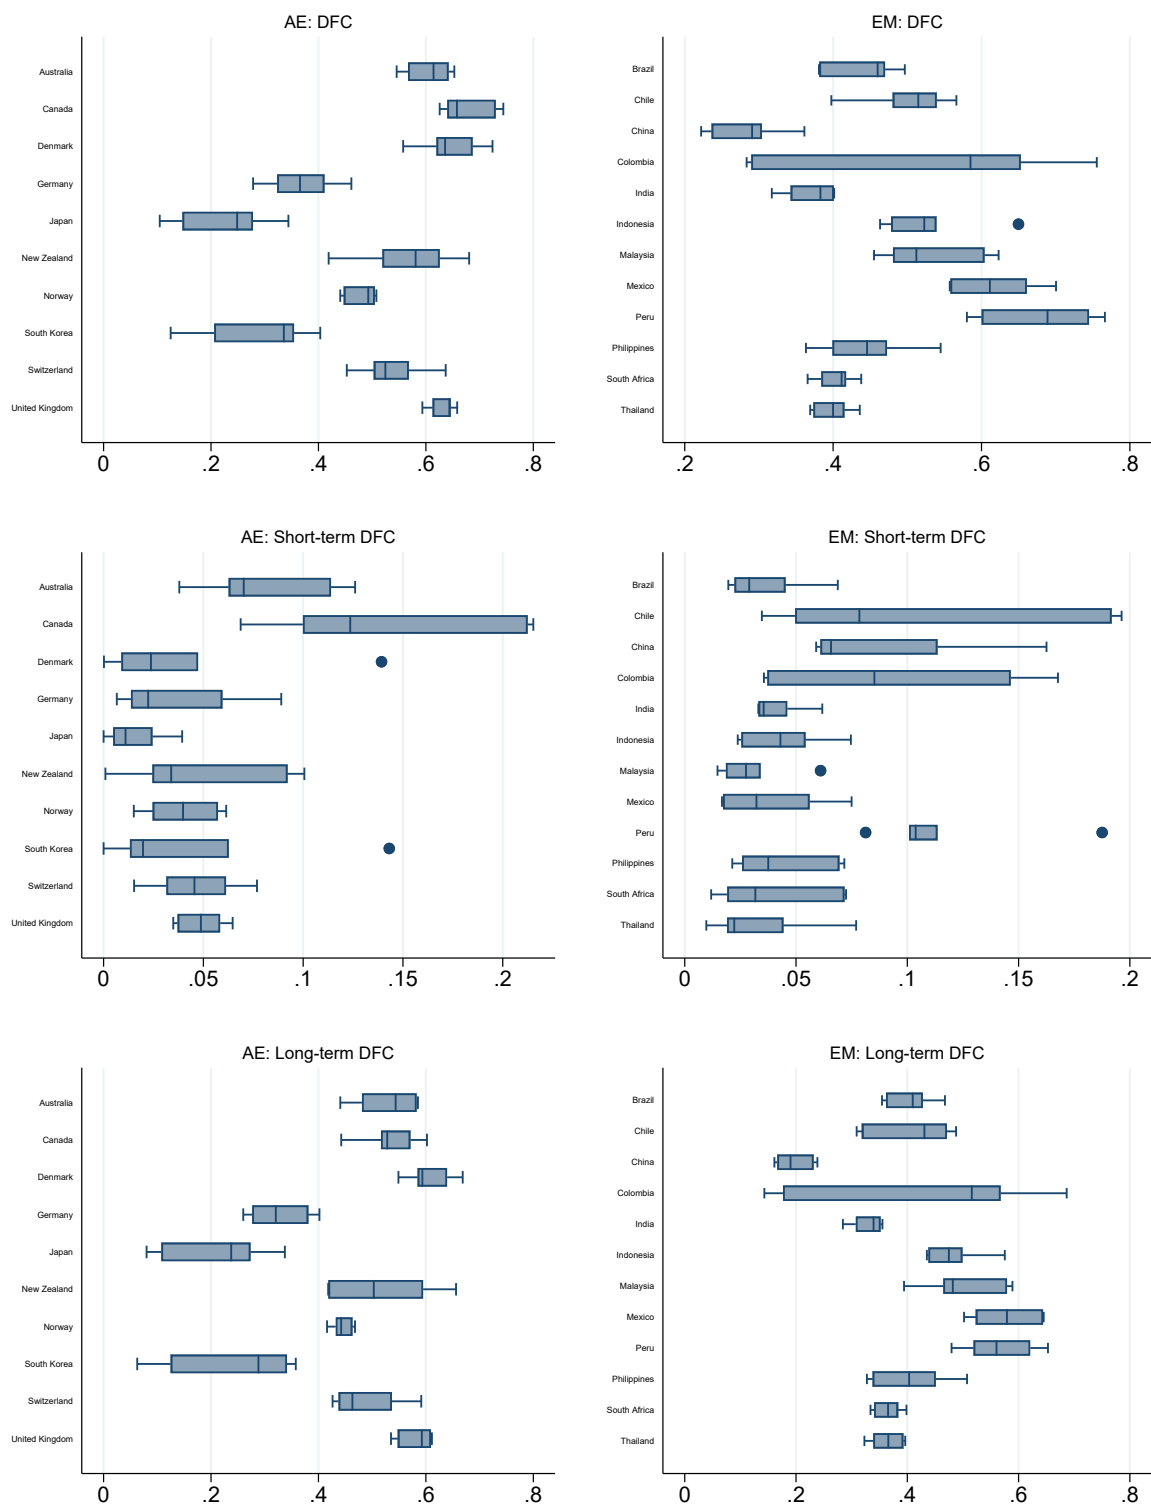 AE: DFC
Australia
Canada
Denmark
Germany
Japan
New Zealand
Norway
South Korea
Switzerland
United Kingdom
0 .2 .4 .6 .8
EM: DFC
Brazil
Chile
China
Colombia
India
Indonesia
Malaysia
Mexico
Peru
Philippines
South Africa
Thailand
.2 .4 .6 .8
AE: Short-term DFC
Australia
Canada
Denmark
Germany
Japan
New Zealand
Norway
South Korea
Switzerland
United Kingdom
0 .05 .1 .15 .2
EM: Short-term DFC
Brazil
Chile
China
Colombia
India
Indonesia
Malaysia
Mexico
Peru
Philippines
South Africa
Thailand
0 .05 .1 .15 .2
AE: Long-term DFC
Australia
Canada
Denmark
Germany
Japan
New Zealand
Norway
South Korea
Switzerland
United Kingdom
0 .2 .4 .6 .8
EM: Long-term DFC
Brazil
Chile
China
Colombia
India
Indonesia
Malaysia
Mexico
Peru
Philippines
South Africa
Thailand
0 .2 .4 .6 .8